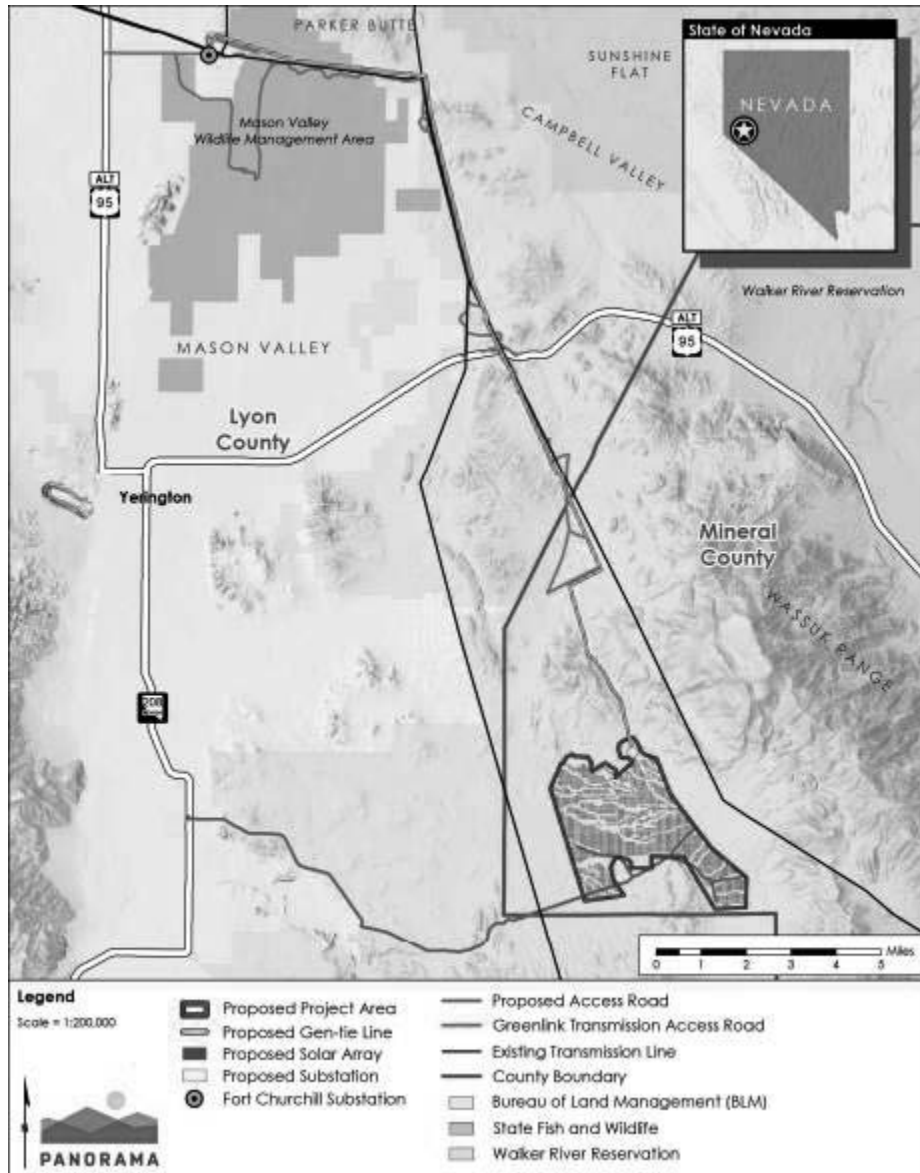 PARKER BUTTE
SUNSHINE
FLAT
State of Nevada
NEVADA
Mason Valley
Wildlife Management Area
CAMPBELL VALLEY
ALT
95
Walker River Reservation
ALT
95
MASON VALLEY
Lyon
County
Yerington
Mineral
County
WASSUK RANGE
208
Miles
0 1 2 3 4 5
Legend
Scale = 1:200,000
Proposed Project Area
Proposed Gen-tie Line
Proposed Solar Array
Proposed Substation
Fort Churchill Substation
Proposed Access Road
Greenlink Transmission Access Road
Existing Transmission Line
County Boundary
Bureau of Land Management (BLM)
State Fish and Wildlife
Walker River Reservation
PANORAMA